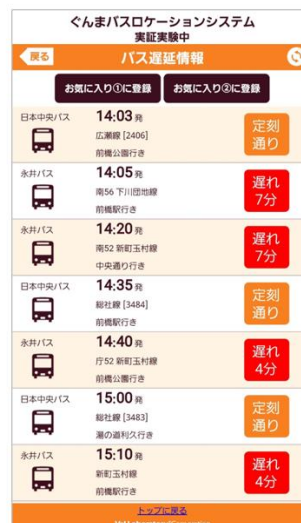 ぐんまバスロケーションシステム
実証実験中
戻る
バス遅延情報
お気に入り①に登録
お気に入り②に登録
日本中央バス
14:03 発
広瀬線 [2406]
前橋公園行き
定刻
通り
永井バス
14:05 発
南56 下川団地線
前橋駅行き
遅れ
7分
永井バス
14:20 発
南52 新町玉村線
中央通り行き
遅れ
7分
日本中央バス
14:35 発
総社線 [3484]
前橋駅行き
定刻
通り
永井バス
14:40 発
庁52 新町玉村線
前橋公園行き
遅れ
4分
日本中央バス
15:00 発
総社線 [3483]
湯の道利久行き
定刻
通り
永井バス
15:10 発
新町玉村線
前橋駅行き
遅れ
4分
トップに戻る